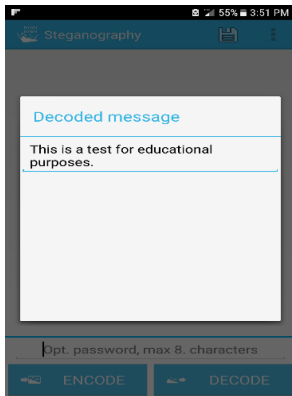 55% 3:51 PM
Steganography
Decoded message
This is a test for educational
purposes.
Opt. password, max 8. characters
ENCODE
DECODE